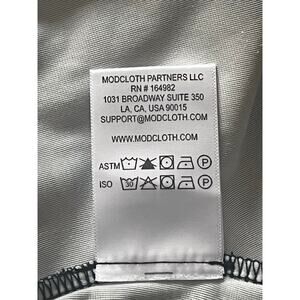 MODCLOTH PARTNERS LLC
RN # 164982
1031 BROADWAY SUITE 350
LA, CA, USA 90015
SUPPORT@MODCLOTH.COM
WWW.MODCLOTH.COM
ASTM P
ISO 30 P